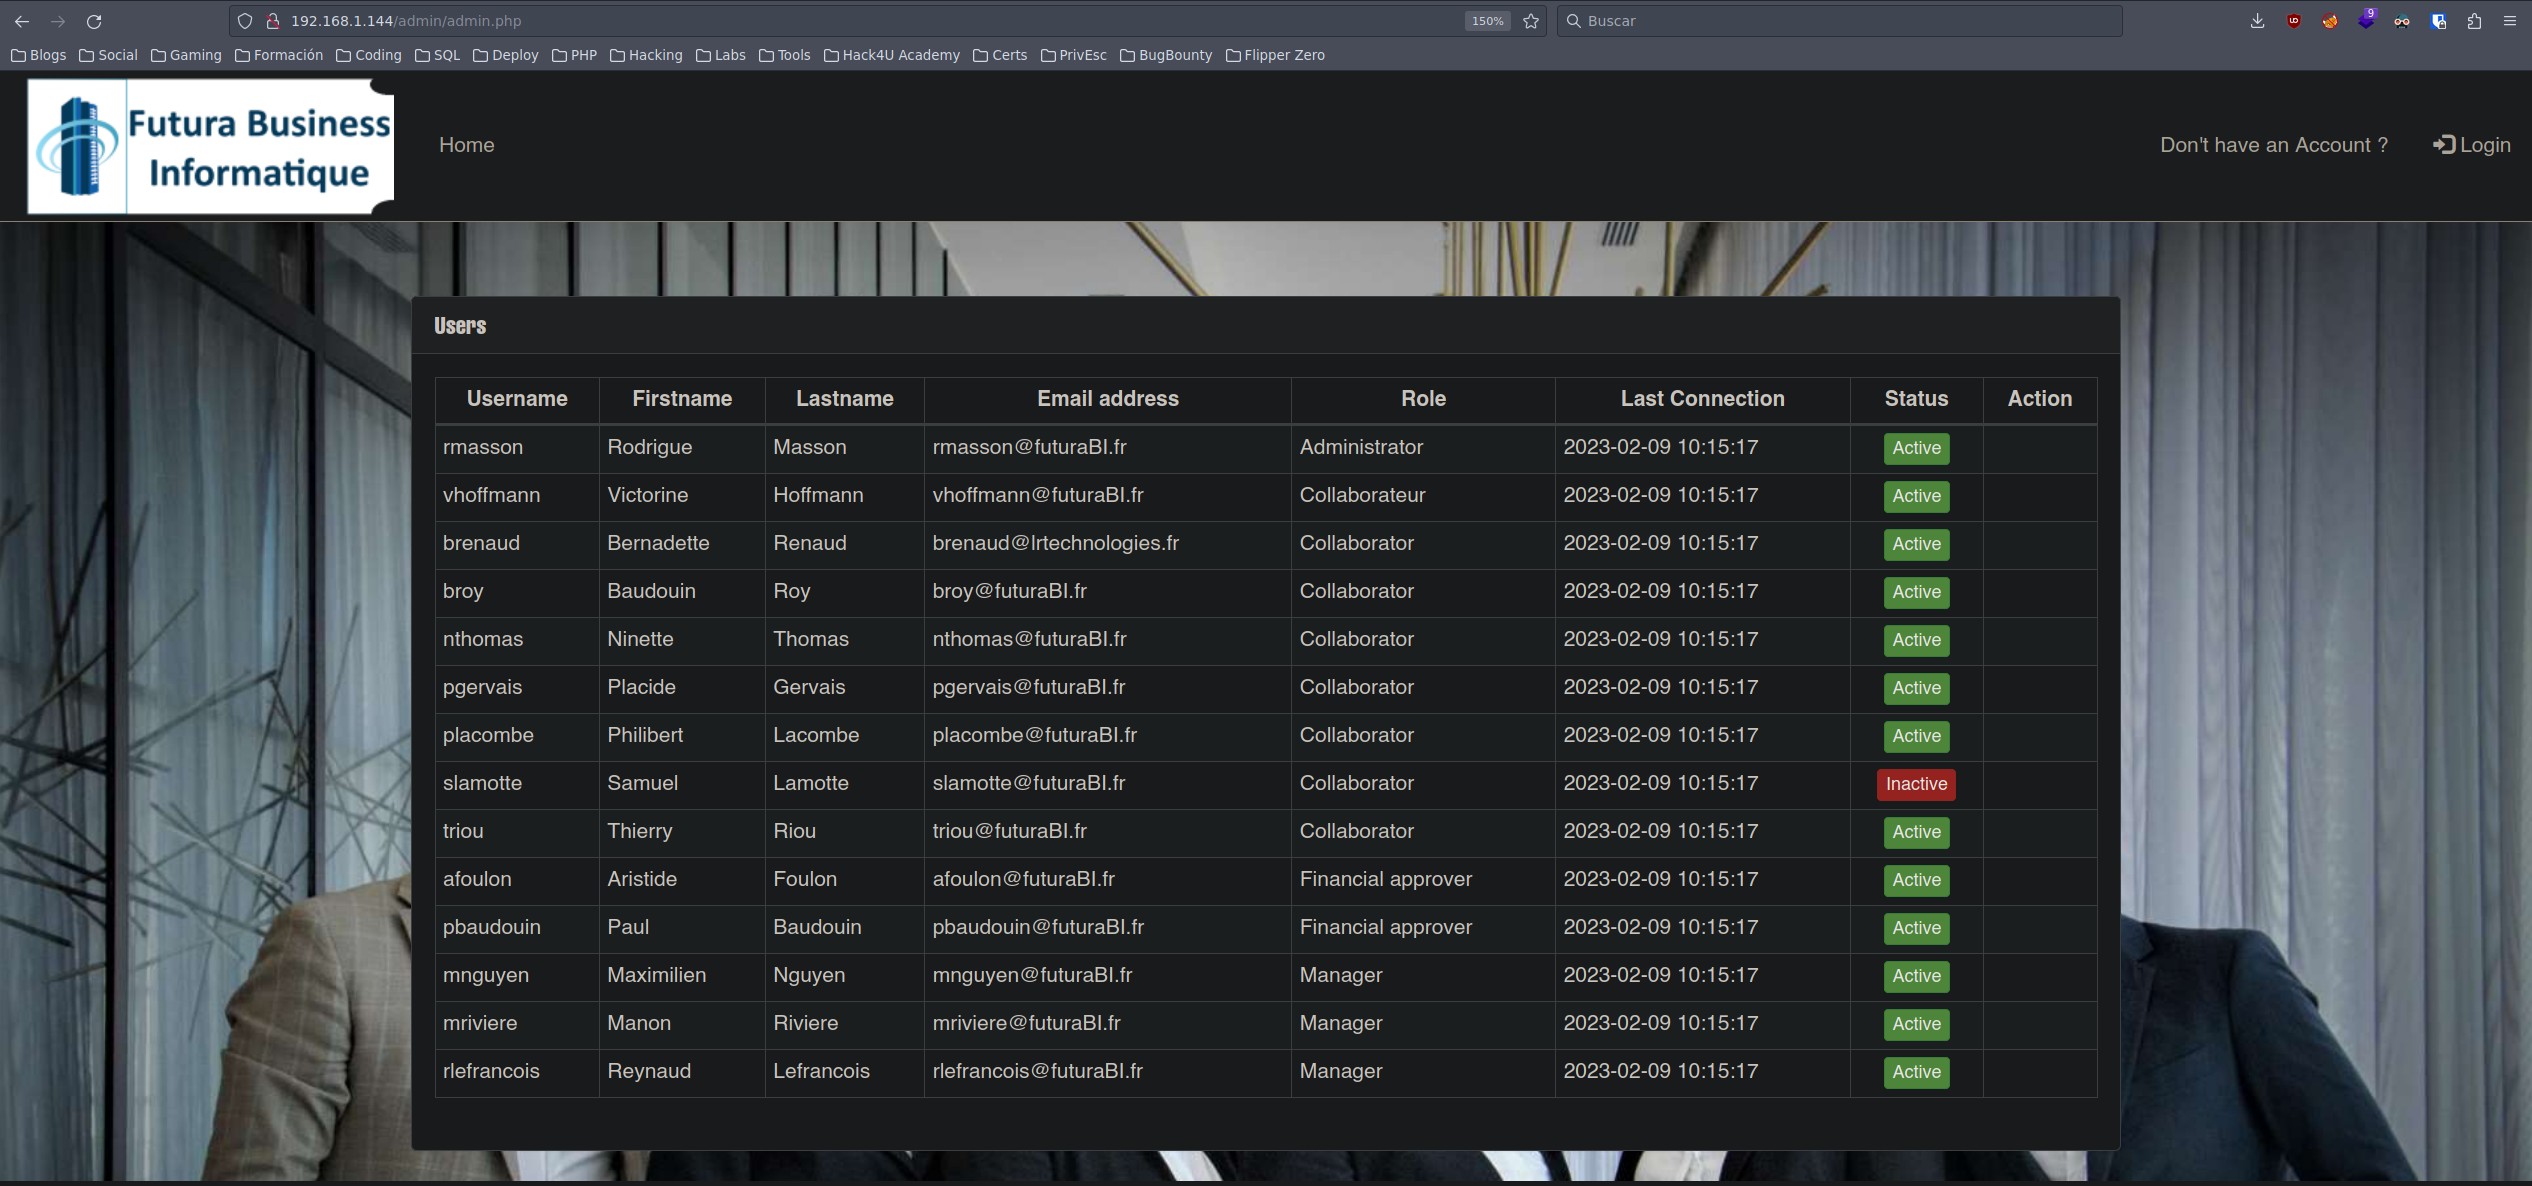 192.168.1.144/admin/admin.php 150% Buscar 9
Blogs Social Gaming Formación Coding SQL Deploy PHP Hacking Labs Tools Hack4U Academy Certs PrivEsc BugBounty Flipper Zero
Futura Business
Informatique
Home Don't have an Account ? Login
Users
Username Firstname Lastname Email address Role Last Connection Status Action
rmasson Rodrigue Masson rmasson@futuraBI.fr Administrator 2023-02-09 10:15:17 Active
vhoffmann Victorine Hoffmann vhoffmann@futuraBI.fr Collaborateur 2023-02-09 10:15:17 Active
brenaud Bernadette Renaud brenaud@lrtechnologies.fr Collaborator 2023-02-09 10:15:17 Active
broy Baudouin Roy broy@futuraBI.fr Collaborator 2023-02-09 10:15:17 Active
nthomas Ninette Thomas nthomas@futuraBI.fr Collaborator 2023-02-09 10:15:17 Active
pgervais Placide Gervais pgervais@futuraBI.fr Collaborator 2023-02-09 10:15:17 Active
placombe Philibert Lacombe placombe@futuraBI.fr Collaborator 2023-02-09 10:15:17 Active
slamotte Samuel Lamotte slamotte@futuraBI.fr Collaborator 2023-02-09 10:15:17 Inactive
triou Thierry Riou triou@futuraBI.fr Collaborator 2023-02-09 10:15:17 Active
afoulon Aristide Foulon afoulon@futuraBI.fr Financial approver 2023-02-09 10:15:17 Active
pbaudouin Paul Baudouin pbaudouin@futuraBI.fr Financial approver 2023-02-09 10:15:17 Active
mnguyen Maximilien Nguyen mnguyen@futuraBI.fr Manager 2023-02-09 10:15:17 Active
mriviere Manon Riviere mriviere@futuraBI.fr Manager 2023-02-09 10:15:17 Active
rlefrancois Reynaud Lefrancois rlefrancois@futuraBI.fr Manager 2023-02-09 10:15:17 Active